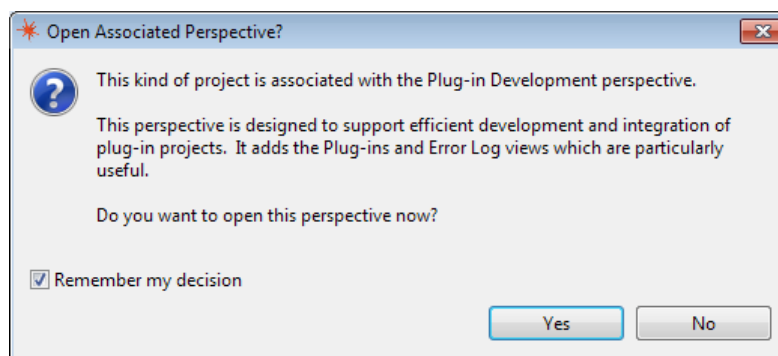 Open Associated Perspective?
This kind of project is associated with the Plug-in Development perspective.
This perspective is designed to support efficient development and integration of
plug-in projects.  It adds the Plug-ins and Error Log views which are particularly
useful.
Do you want to open this perspective now?
Remember my decision
Yes
No